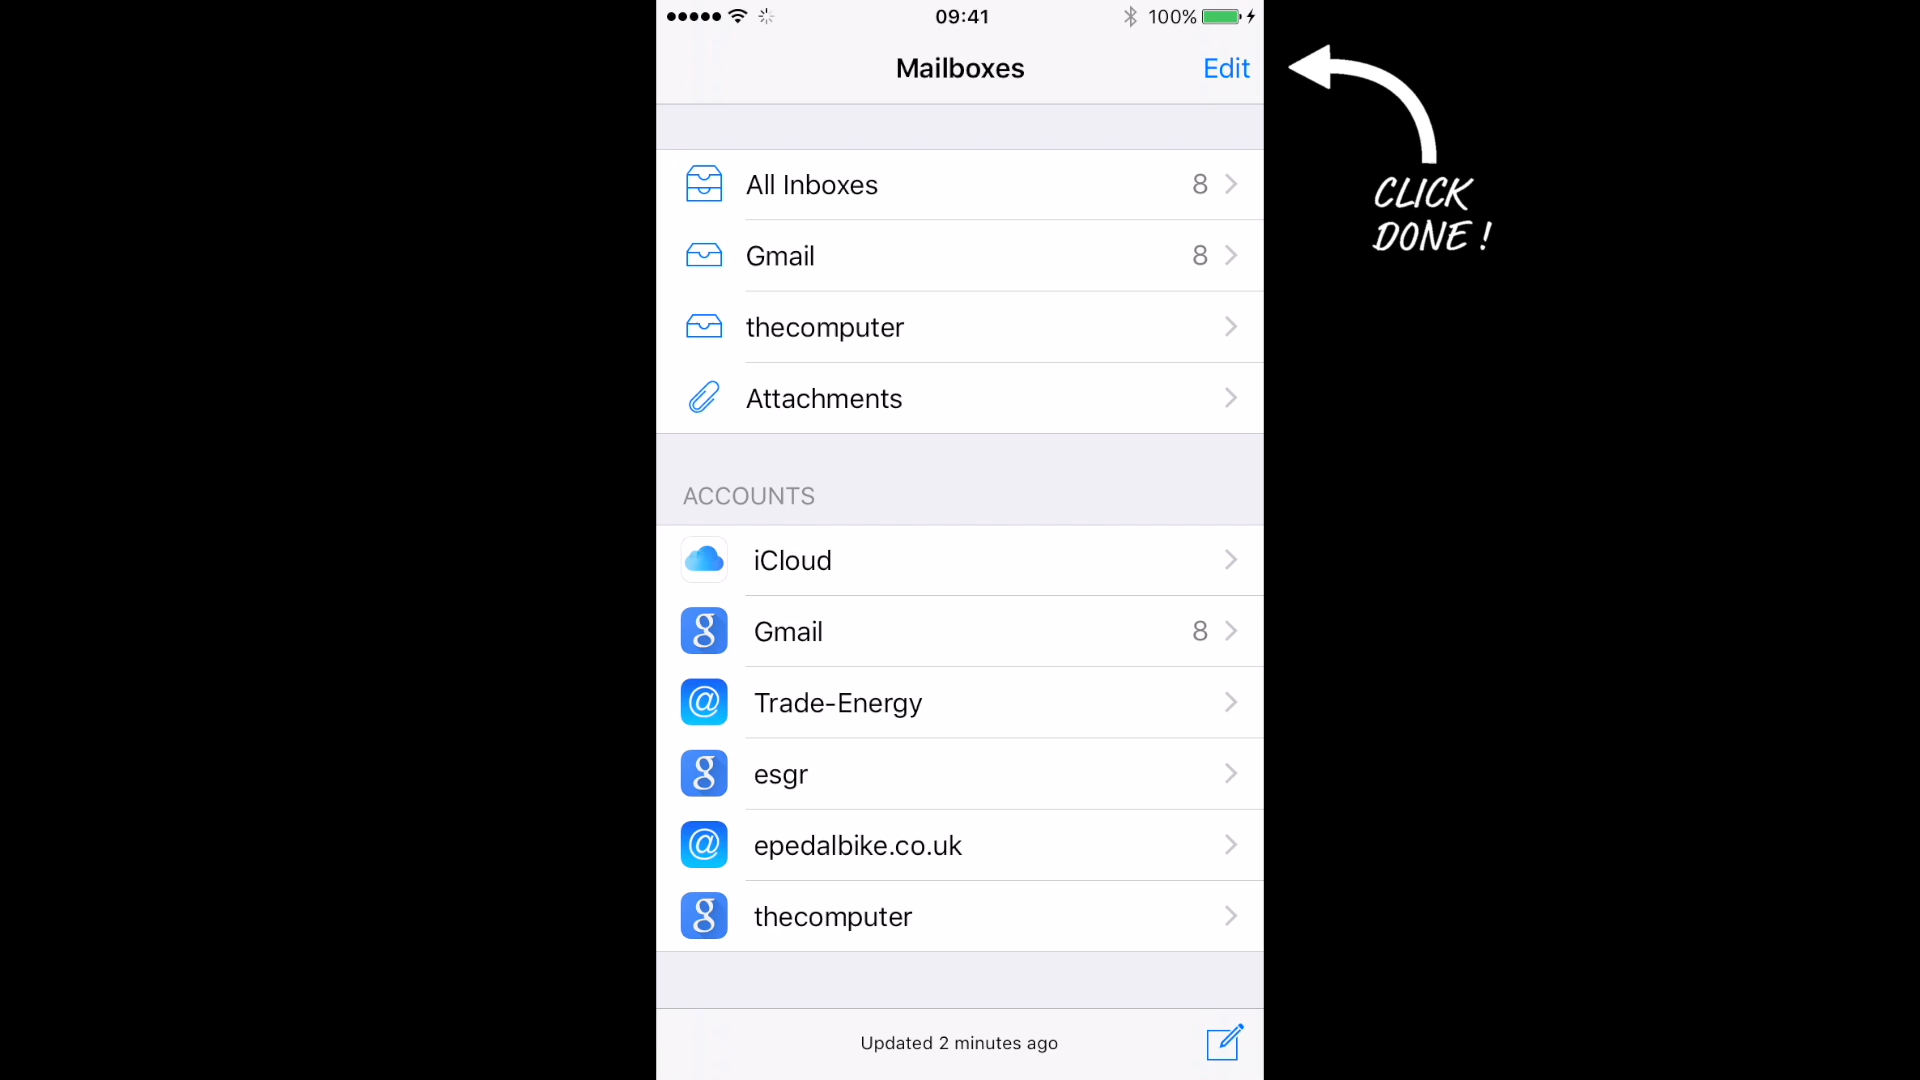 09:41
100%
Mailboxes
Edit
All Inboxes 8
Gmail 8
thecomputer
Attachments
CLICK
DONE !
ACCOUNTS
iCloud
g Gmail 8
@ Trade-Energy
g esgr
@ epedalbike.co.uk
g thecomputer
Updated 2 minutes ago